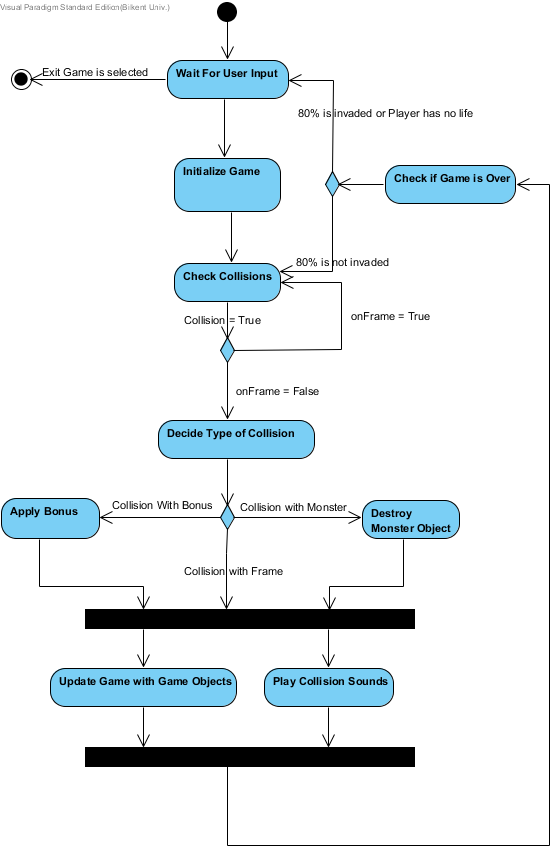 Visual Paradigm Standard Edition(Bilkent Univ.)
Exit Game is selected
Wait For User Input
80% is invaded or Player has no life
Initialize Game
Check if Game is Over
80% is not invaded
Check Collisions
Collision = True
onFrame = True
onFrame = False
Decide Type of Collision
Collision With Bonus
Collision with Monster
Apply Bonus
Destroy
Monster Object
Collision with Frame
Update Game with Game Objects
Play Collision Sounds